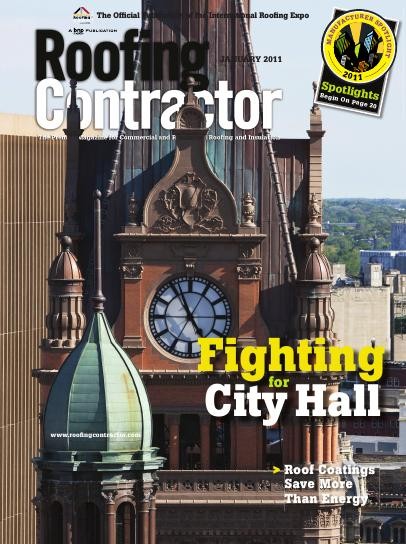 The Official of the International Roofing Expo
A bnp PUBLICATION
Roofing
JANUARY 2011
Contractor
The Magazine for Commercial and Roofing and Insulation
MANUFACTURER SPOTLIGHT
2011
Spotlights
Begin On page 20
Fighting
for
City Hall
www.roofingcontractor.com
> Roof Coatings
Save More
Than Energy